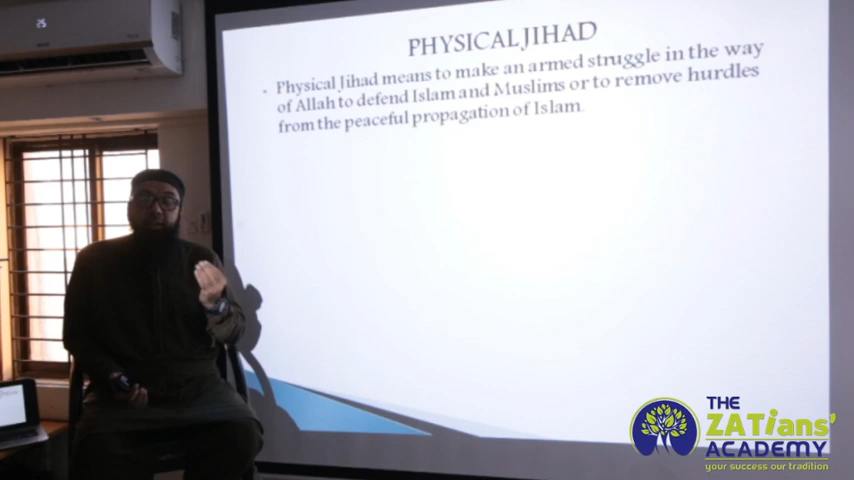 PHYSICAL JIHAD
Physical Jihad means to make an armed struggle in the way
of Allah to defend Islam and Muslims or to remove hurdles
from the peaceful propagation of Islam.
THE
ZATians'
ACADEMY
your success our tradition